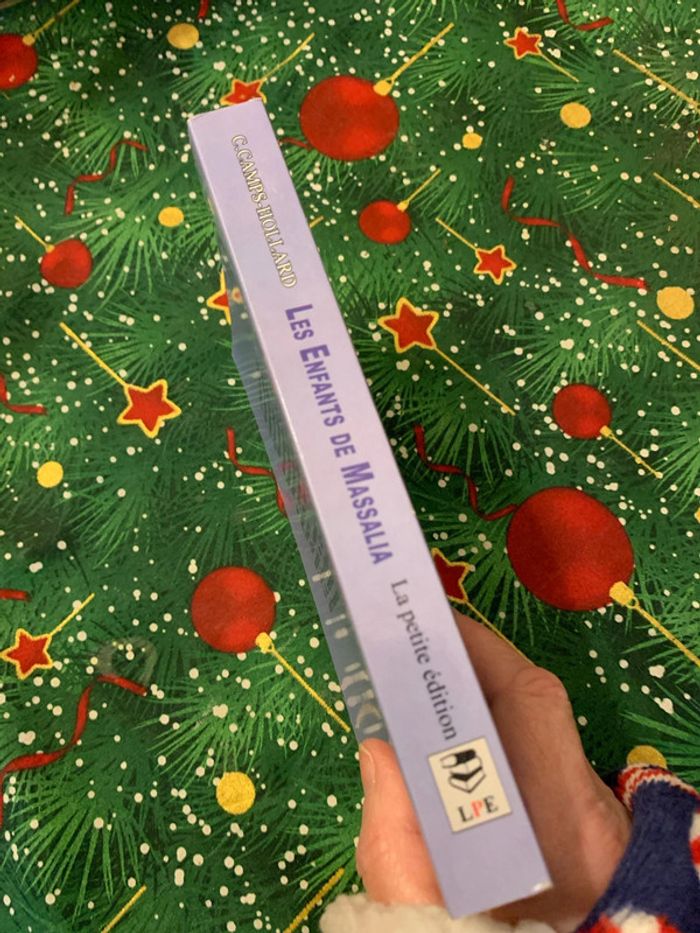 C.CAMPS-HOLLARD
LES ENFANTS DE MASSALIA
La petite édition
LPE